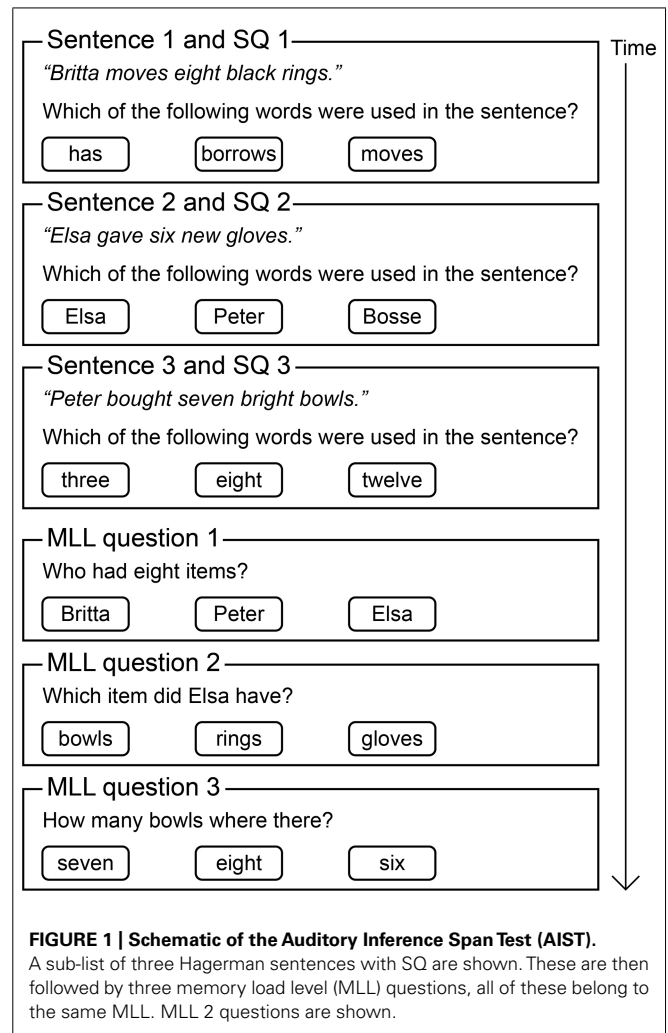 Sentence 1 and SQ 1
Time
“Britta moves eight black rings.”
Which of the following words were used in the sentence?
has borrows moves
Sentence 2 and SQ 2
“Elsa gave six new gloves.”
Which of the following words were used in the sentence?
Elsa Peter Bosse
Sentence 3 and SQ 3
“Peter bought seven bright bowls.”
Which of the following words were used in the sentence?
three eight twelve
MLL question 1
Who had eight items?
Britta Peter Elsa
MLL question 2
Which item did Elsa have?
bowls rings gloves
MLL question 3
How many bowls where there?
seven eight six
FIGURE 1 | Schematic of the Auditory Inference Span Test (AIST).
A sub-list of three Hagerman sentences with SQ are shown. These are then
followed by three memory load level (MLL) questions, all of these belong to
the same MLL. MLL 2 questions are shown.